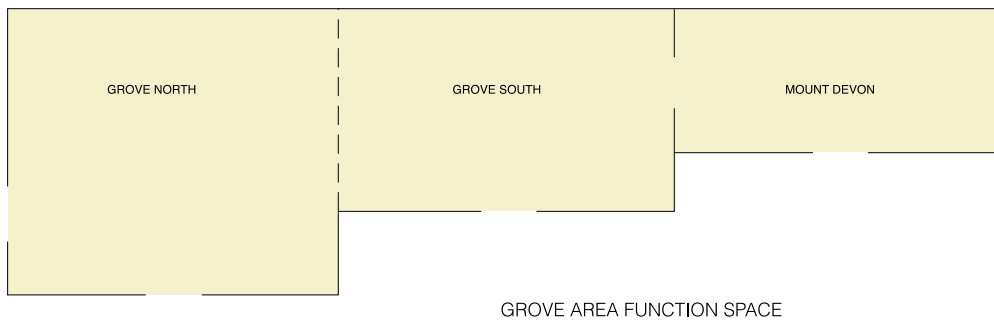 GROVE NORTH
GROVE SOUTH
MOUNT DEVON
GROVE AREA FUNCTION SPACE